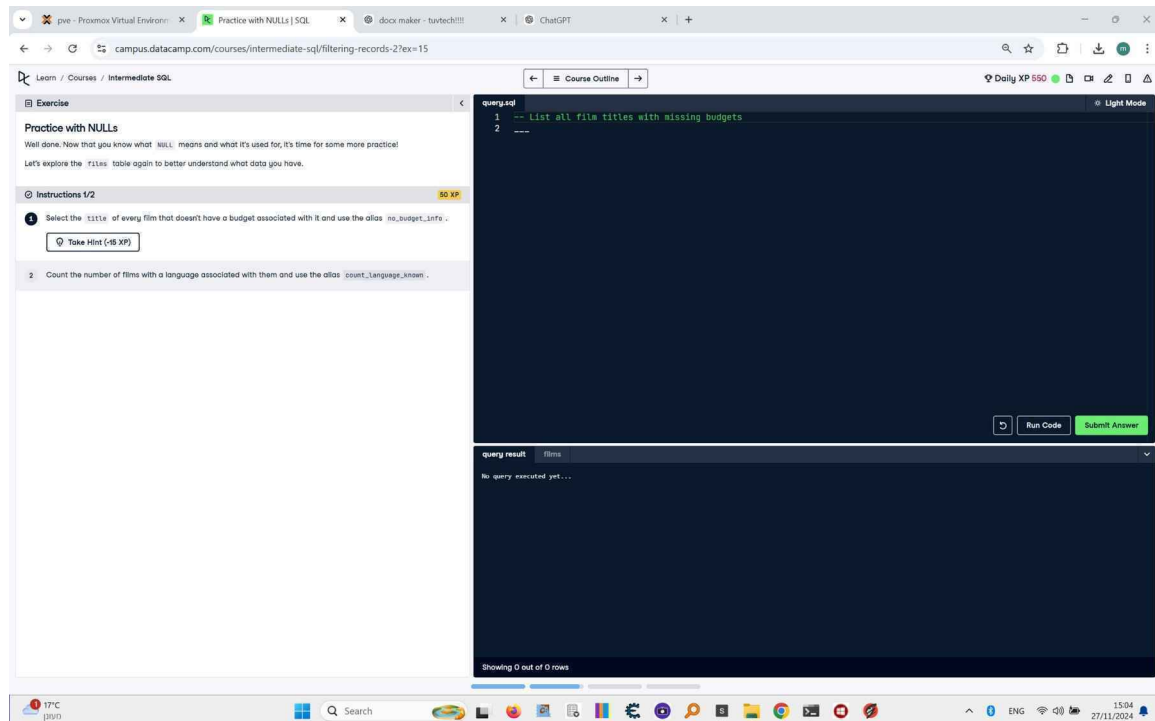 pve - Proxmox Virtual Environm
Practice with NULLs | SQL
docx maker - tuvtech!!!!
ChatGPT
campus.datacamp.com/courses/intermediate-sql/filtering-records-2?ex=15
Learn / Courses / Intermediate SQL
Course Outline
Daily XP 550
Exercise
Practice with NULLs
Well done. Now that you know what NULL means and what it's used for, it's time for some more practice!
Let's explore the films table again to better understand what data you have.
Instructions 1/2
50 XP
1 Select the title of every film that doesn't have a budget associated with it and use the alias no_budget_info .
Take Hint (-15 XP)
2 Count the number of films with a language associated with them and use the alias count_language_known .
query.sql
Light Mode
1 -- List all film titles with missing budgets
2 ___
Run Code
Submit Answer
query result
films
No query executed yet...
Showing 0 out of 0 rows
1
17°C
Search
ENG
15:04
27/11/2024